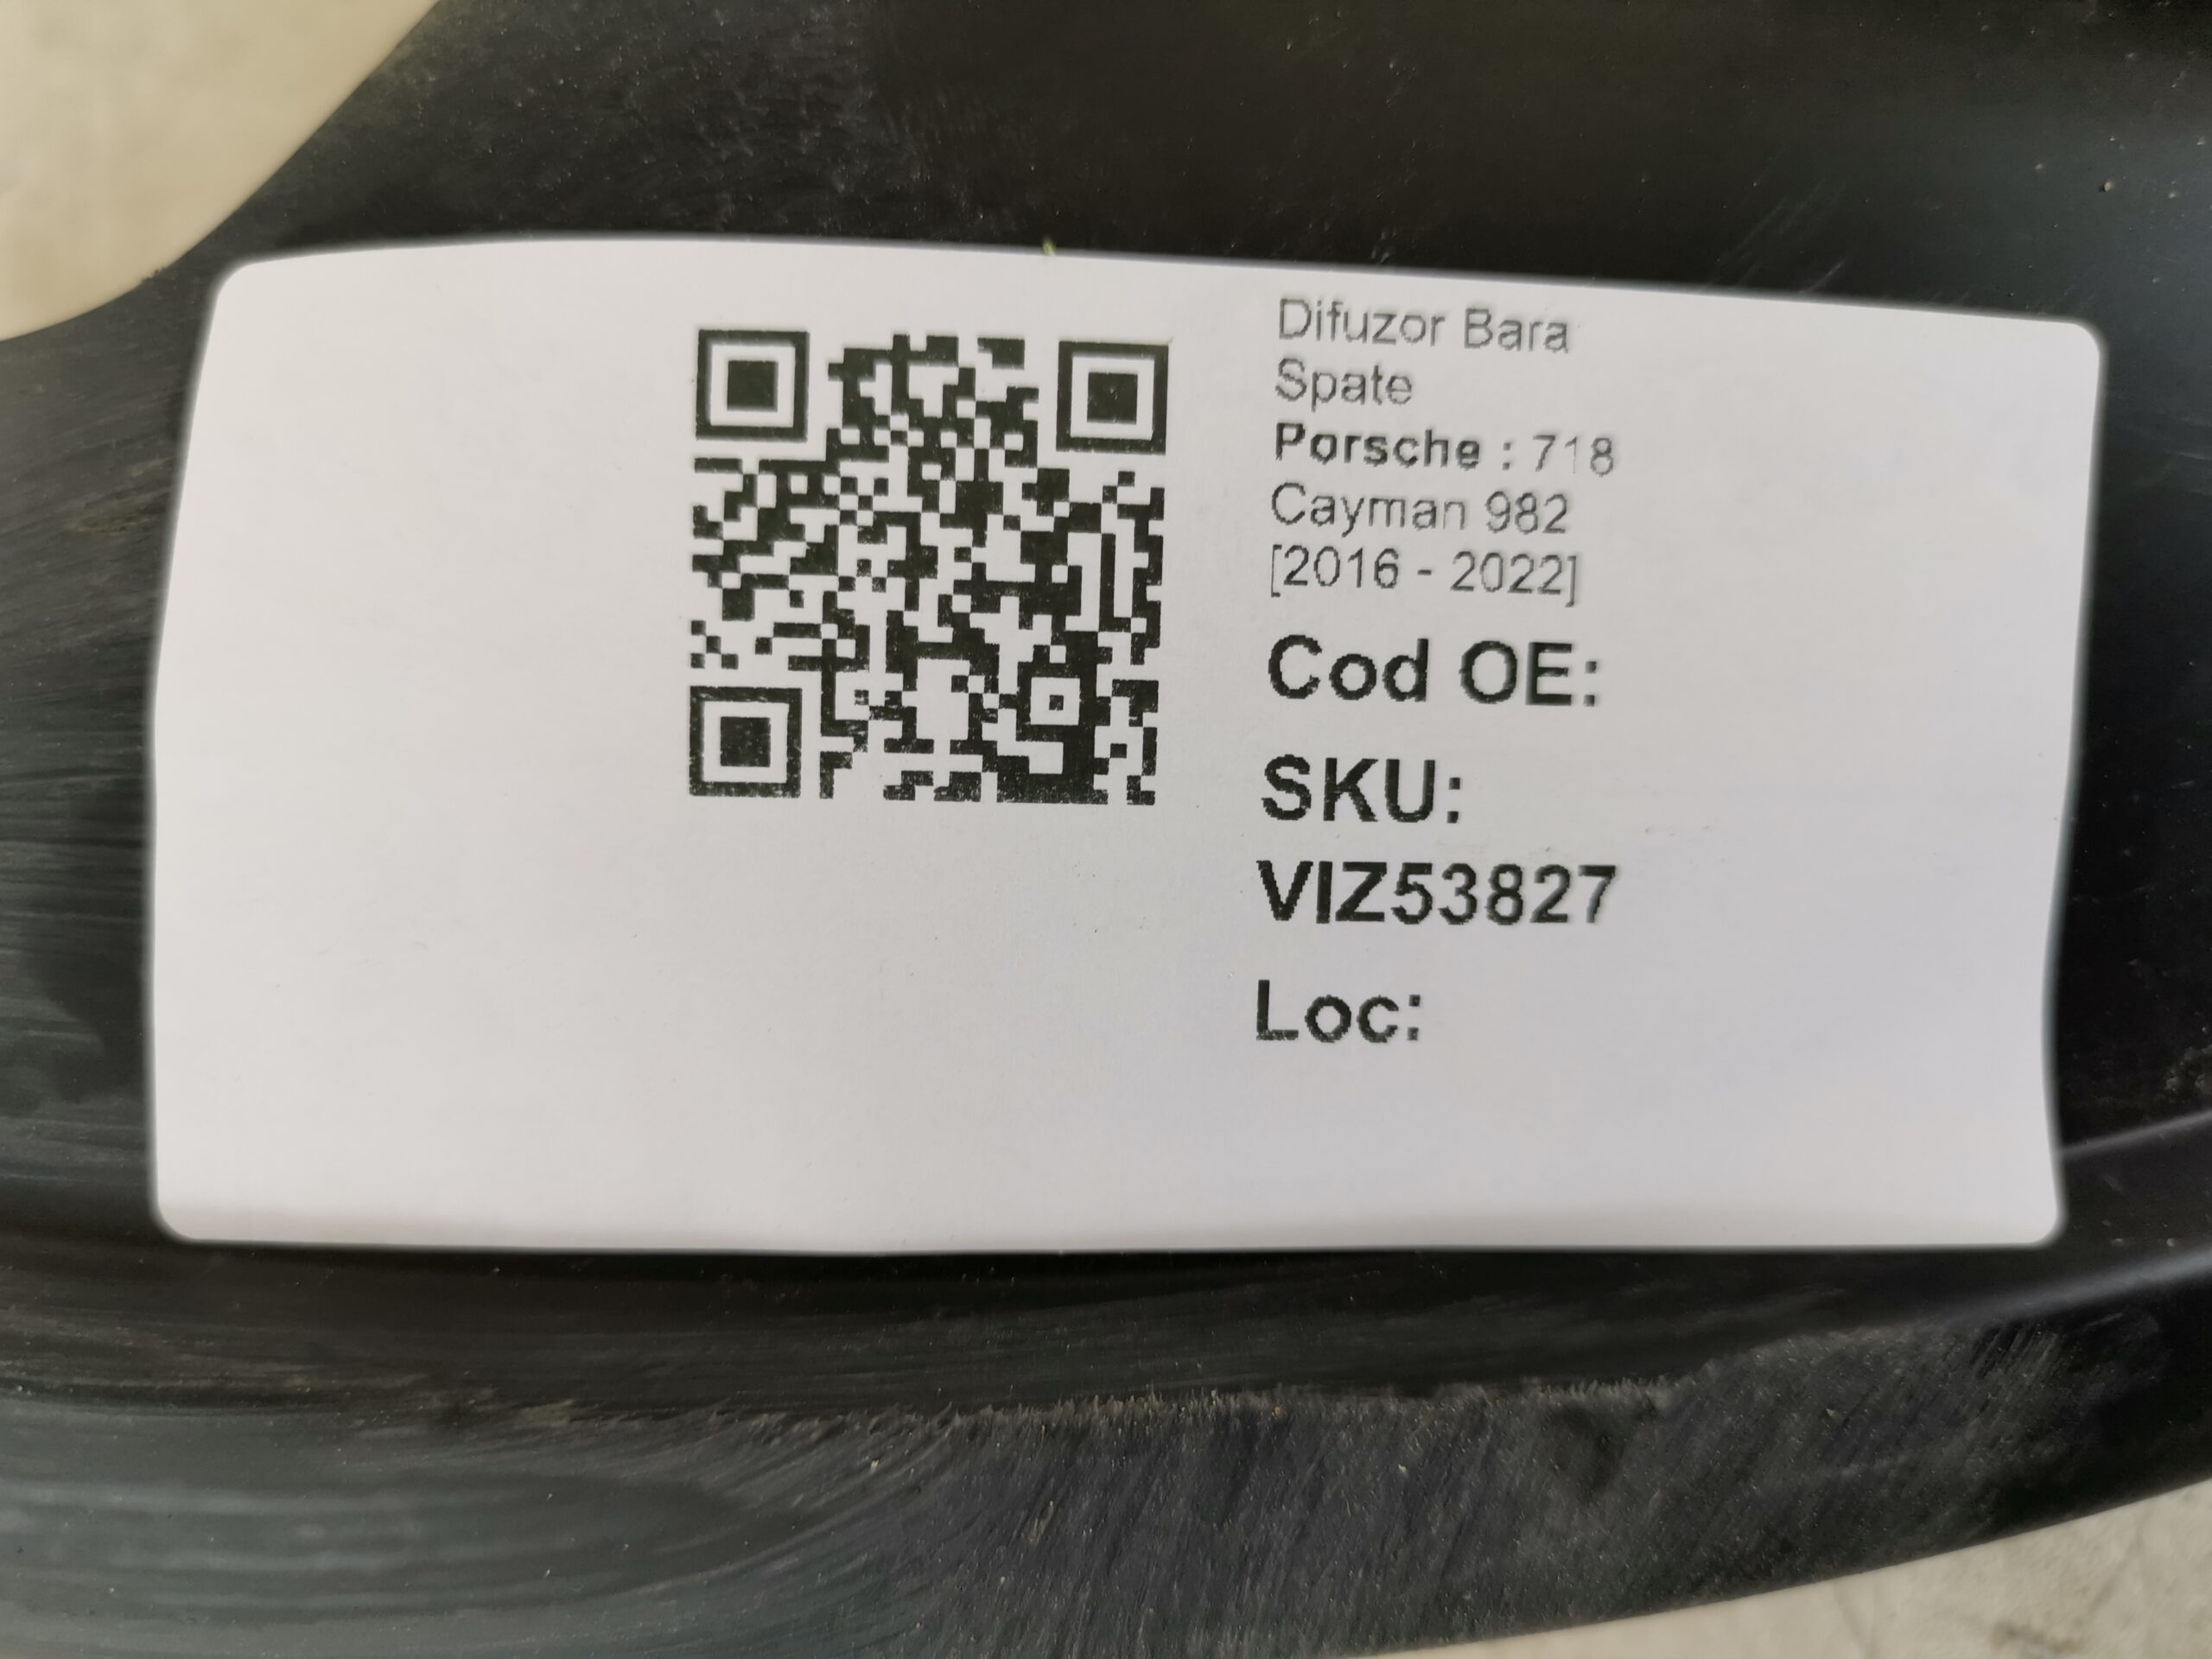 Difuzor Bara
Spate
Porsche : 718
Cayman 982
[2016 - 2022]
Cod OE:
SKU:
VIZ53827
Loc: